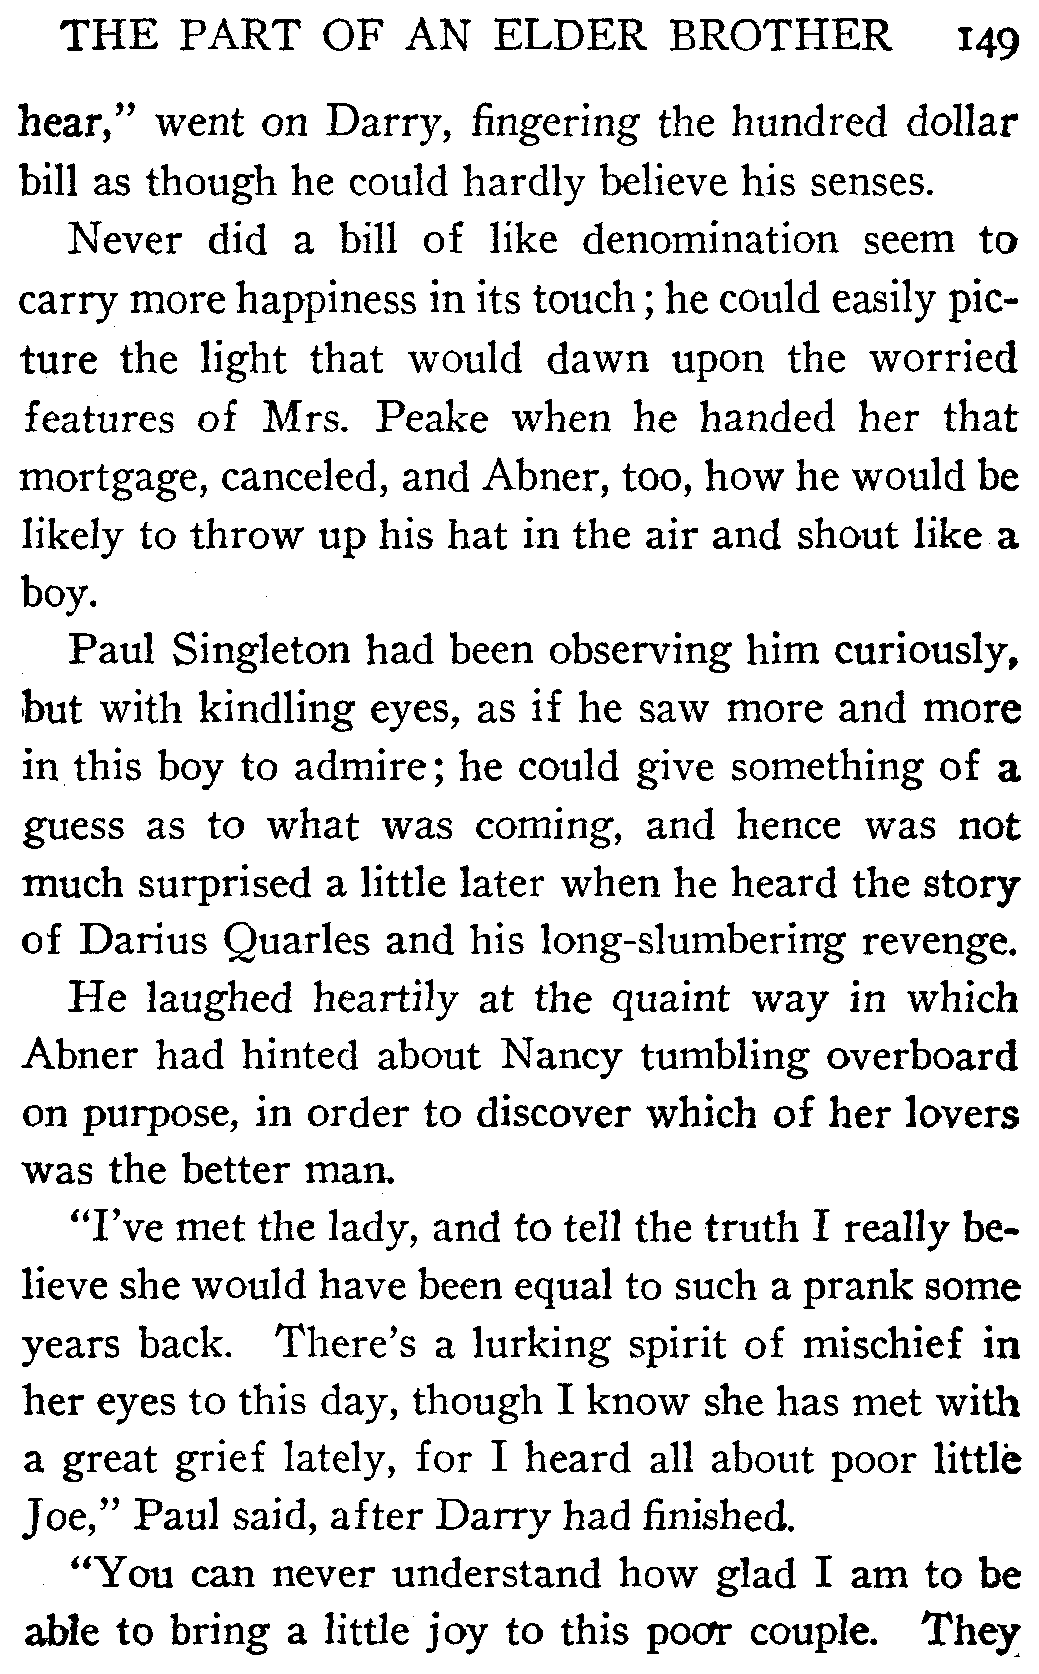 THE PART OF AN ELDER BROTHER 149
hear,” went on Darry, fingering the hundred dollar
bill as though he could hardly believe his senses.
Never did a bill of like denomination seem to
carry more happiness in its touch; he could easily pic-
ture the light that would dawn upon the worried
features of Mrs. Peake when he handed her that
mortgage, canceled, and Abner, too, how he would be
likely to throw up his hat in the air and shout like a
boy.
Paul Singleton had been observing him curiously,
but with kindling eyes, as if he saw more and more
in this boy to admire; he could give something of a
guess as to what was coming, and hence was not
much surprised a little later when he heard the story
of Darius Quarles and his long-slumbering revenge.
He laughed heartily at the quaint way in which
Abner had hinted about Nancy tumbling overboard
on purpose, in order to discover which of her lovers
was the better man.
“I’ve met the lady, and to tell the truth I really be-
lieve she would have been equal to such a prank some
years back. There’s a lurking spirit of mischief in
her eyes to this day, though I know she has met with
a great grief lately, for I heard all about poor little
Joe,” Paul said, after Darry had finished.
“You can never understand how glad I am to be
able to bring a little joy to this poor couple. They